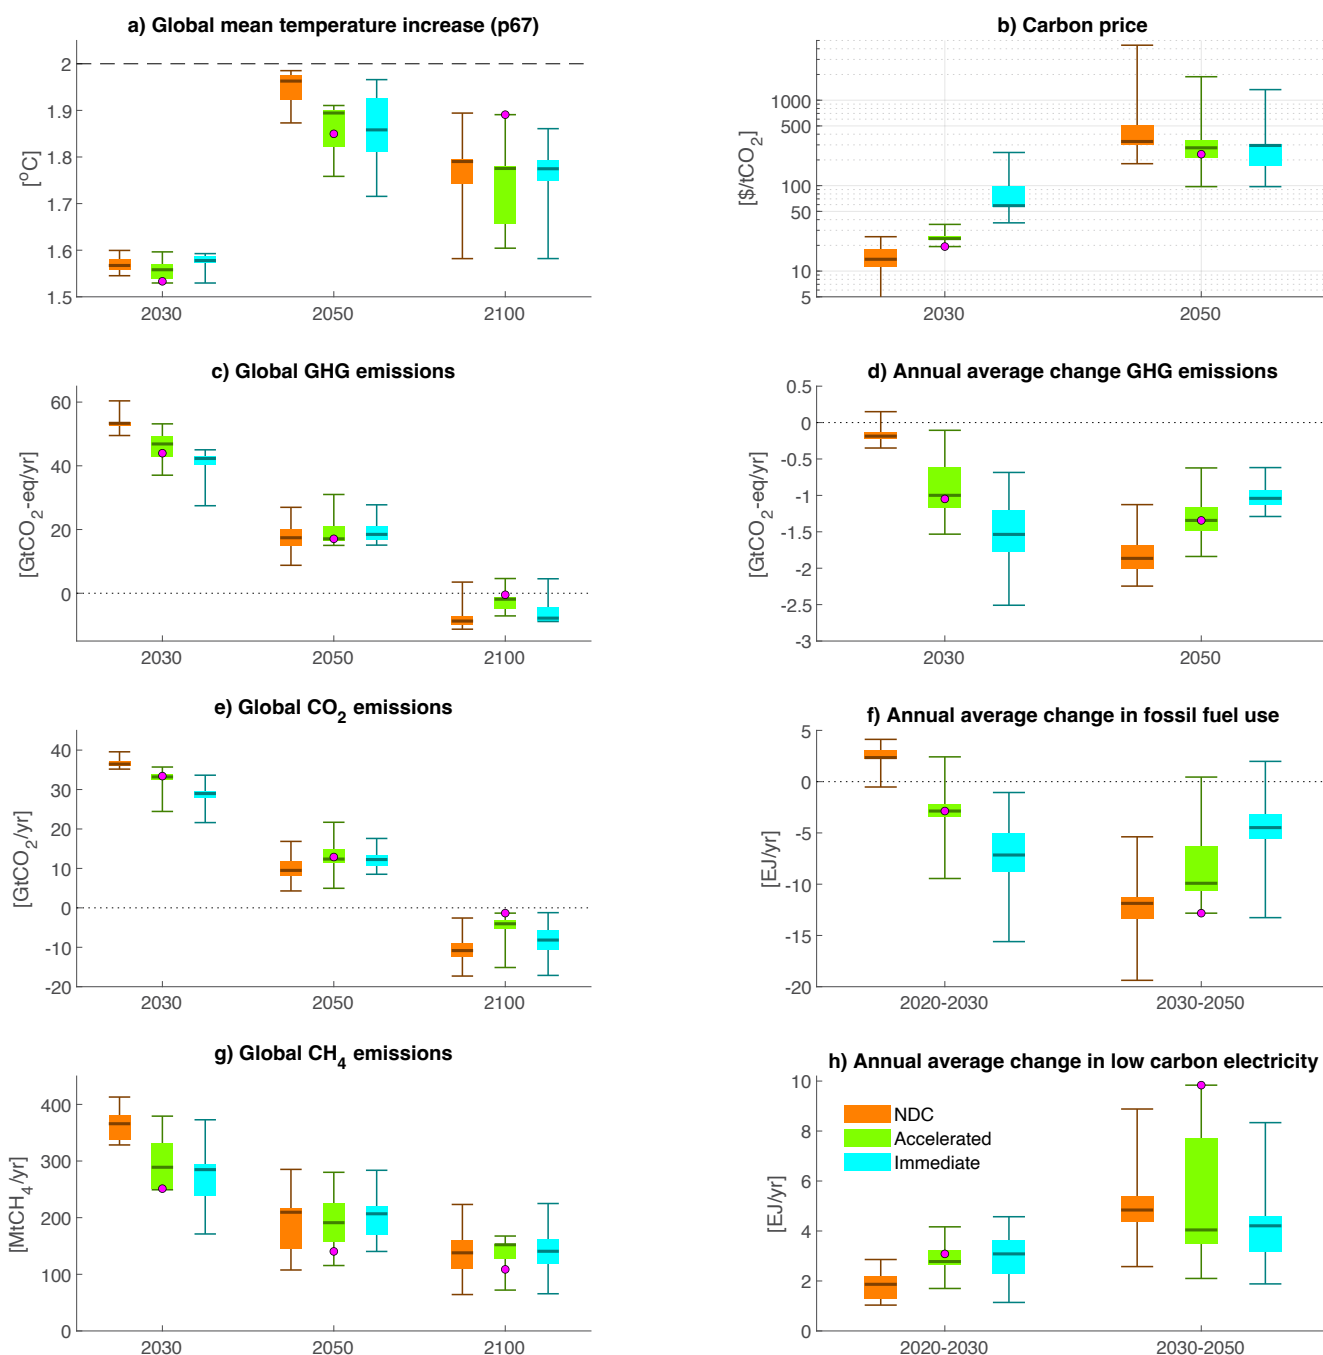 a) Global mean temperature increase (p67)
[°C]
2
1.9
1.8
1.7
1.6
1.5
2030 2050 2100
b) Carbon price
[$/tCO2]
1000
500
100
50
10
5
2030 2050
c) Global GHG emissions
[GtCO2-eq/yr]
60
40
20
0
2030 2050 2100
d) Annual average change GHG emissions
[GtCO2-eq/yr]
0.5
0
-0.5
-1
-1.5
-2
-2.5
-3
2030 2050
e) Global CO2 emissions
[GtCO2/yr]
40
30
20
10
0
-10
-20
2030 2050 2100
f) Annual average change in fossil fuel use
[EJ/yr]
5
0
-5
-10
-15
-20
2020-2030 2030-2050
g) Global CH4 emissions
[MtCH4/yr]
400
300
200
100
0
2030 2050 2100
h) Annual average change in low carbon electricity
[EJ/yr]
10
8
6
4
2
0
NDC
Accelerated
Immediate
2020-2030 2030-2050